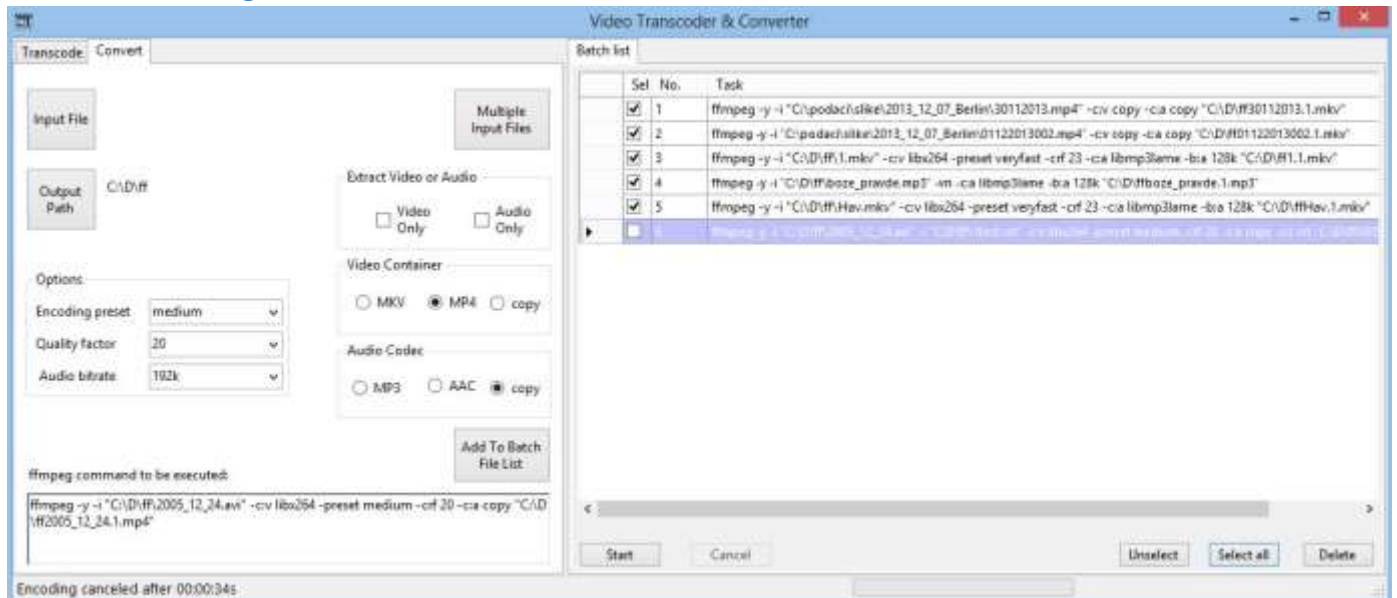 Video Transcoder & Converter
Transcode Convert
Input File
Multiple
Input Files
Output
Path
C:\D\ff
Extract Video or Audio
Video
Only
Audio
Only
Video Container
MKV MP4 copy
Options
Encoding preset medium
Quality factor 20
Audio bitrate 192k
Audio Codec
MP3 AAC copy
Add To Batch
File List
ffmpeg command to be executed:
ffmpeg -y -i "C:\D\ff\2005_12_24.avi" -c:v libx264 -preset medium -crf 20 -c:a copy "C:\D
\ff2005_12_24.1.mp4"
Batch list
Sel No. Task
1 ffmpeg -y -i "C:\podaci\slike\2013_12_07_Berlin\30112013.mp4" -c:v copy -c:a copy "C:\D\ff30112013.1.mkv"
2 ffmpeg -y -i "C:\podaci\slike\2013_12_07_Berlin\01122013002.mp4" -c:v copy -c:a copy "C:\D\ff01122013002.1.mkv"
3 ffmpeg -y -i "C:\D\ff\1.mkv" -c:v libx264 -preset veryfast -crf 23 -c:a libmp3lame -b:a 128k "C:\D\ff1.1.mkv"
4 ffmpeg -y -i "C:\D\ff\boze_pravde.mp3" -vn -c:a libmp3lame -b:a 128k "C:\D\ffboze_pravde.1.mp3"
5 ffmpeg -y -i "C:\D\ff\Hav.mkv" -c:v libx264 -preset veryfast -crf 23 -c:a libmp3lame -b:a 128k "C:\D\ffHav.1.mkv"
6
Start Cancel Unselect Select all Delete
Encoding canceled after 00:00:34s